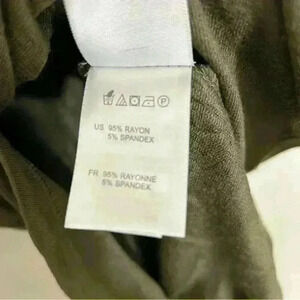 US 95% RAYON
5% SPANDEX
FR 95% RAYONNE
5% SPANDEX